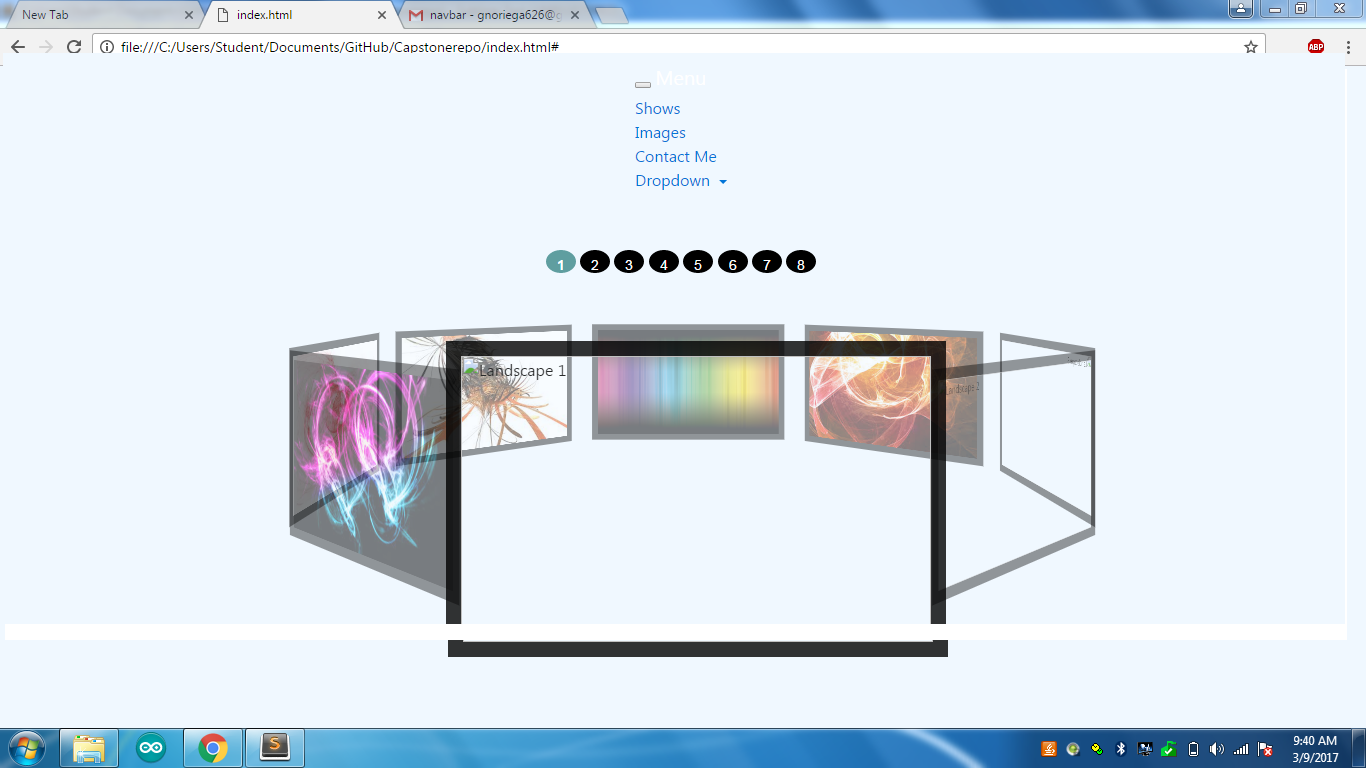 New Tab
index.html
navbar - gnoriega626@g
file:///C:/Users/Student/Documents/GitHub/Capstonerepo/index.html#
ABP
Menu
Shows
Images
Contact Me
Dropdown
1 2 3 4 5 6 7 8
Landscape 1
Landscape 2
S
9:40 AM
3/9/2017